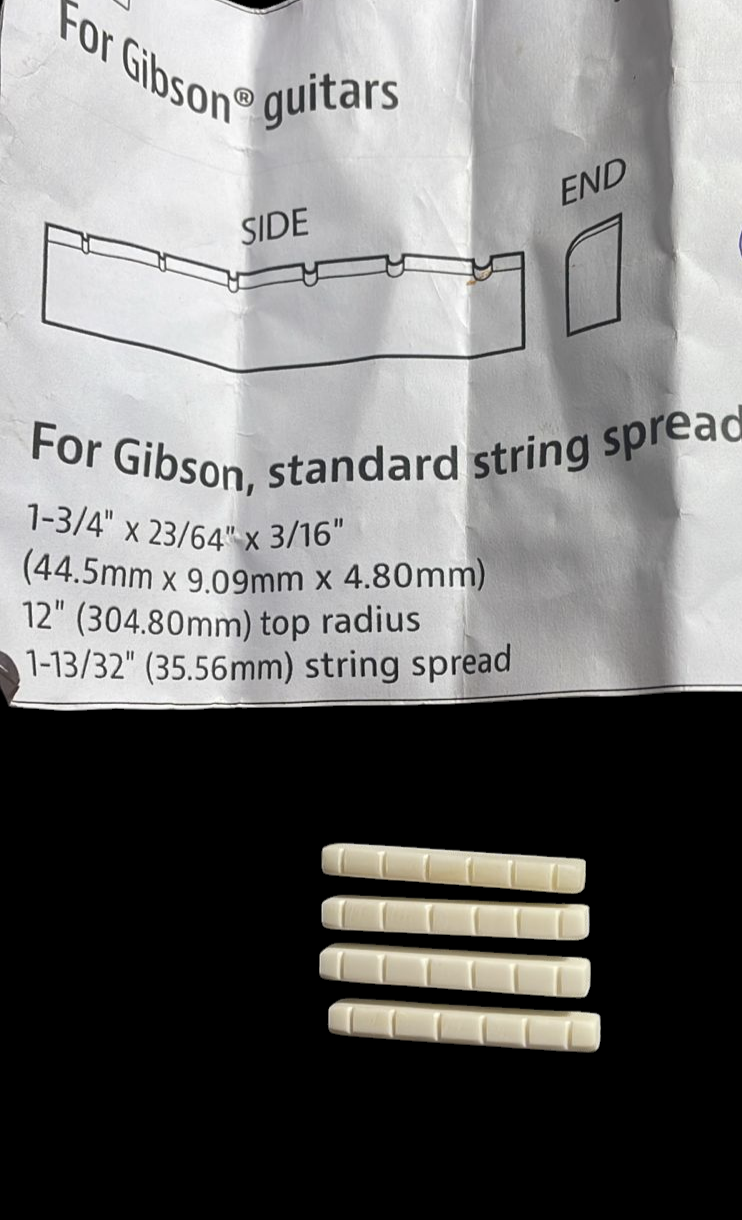 For Gibson® guitars
SIDE
END
For Gibson, standard string spread
1-3/4" x 23/64" x 3/16"
(44.5mm x 9.09mm x 4.80mm)
12" (304.80mm) top radius
1-13/32" (35.56mm) string spread